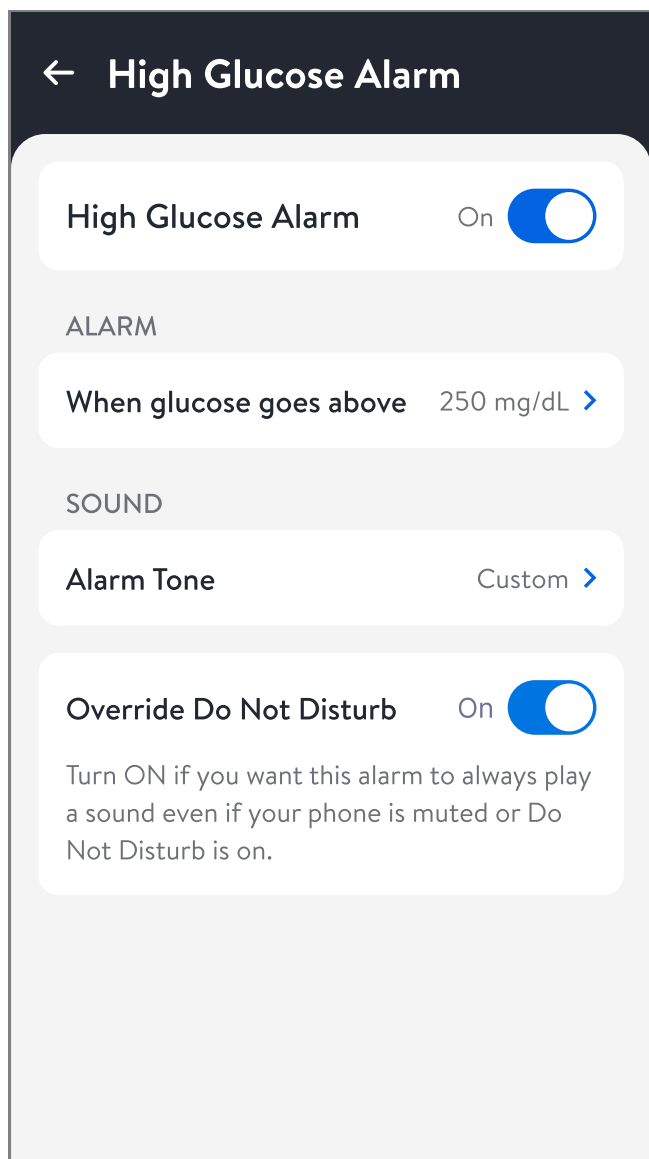 High Glucose Alarm
High Glucose Alarm On
ALARM
When glucose goes above 250 mg/dL
SOUND
Alarm Tone Custom
Override Do Not Disturb On
Turn ON if you want this alarm to always play
a sound even if your phone is muted or Do
Not Disturb is on.